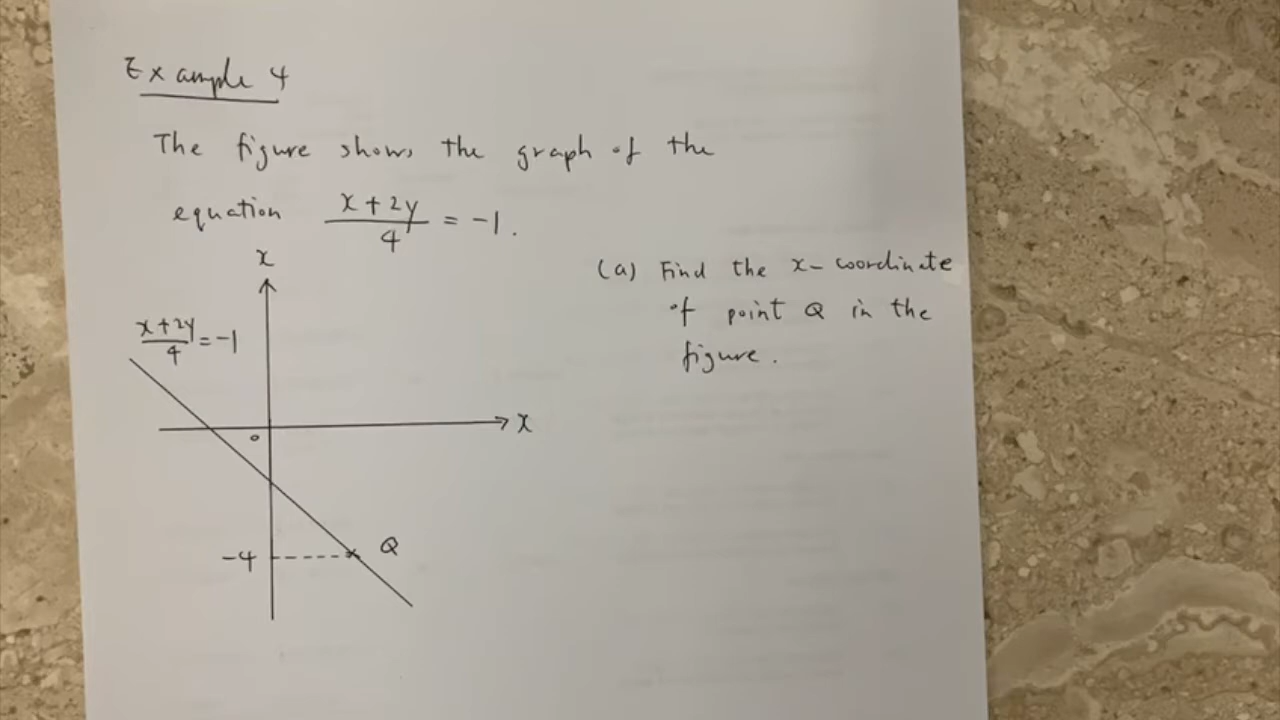 Example 4
The figure shows the graph of the
equation (x + 2y)/4 = -1.
x
(a) Find the x-coordinate
of point Q in the
figure.
(x + 2y)/4 = -1
x
o
-4
Q